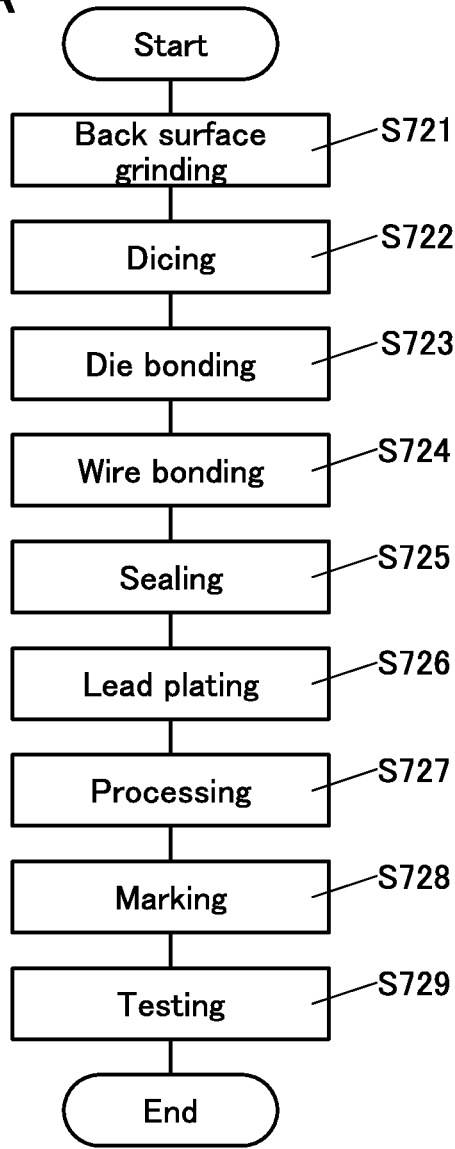 Start
Back surface
grinding
S721
Dicing
S722
Die bonding
S723
Wire bonding
S724
Sealing
S725
Lead plating
S726
Processing
S727
Marking
S728
Testing
S729
End